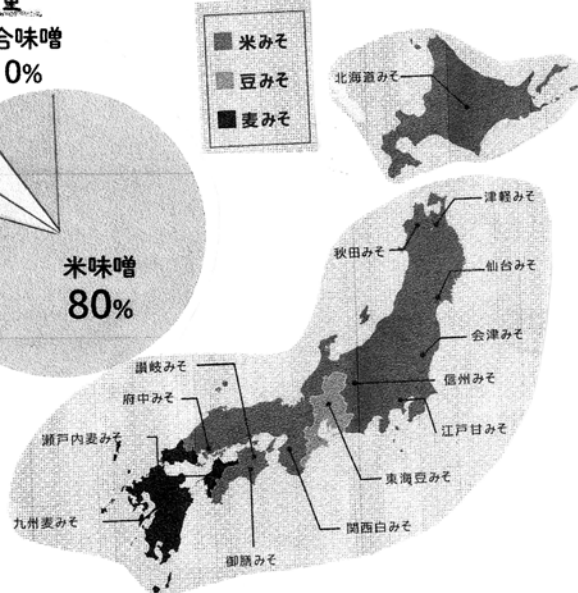 合味噌
0%
米味噌
80%
米みそ
豆みそ
麦みそ
北海道みそ
津軽みそ
秋田みそ
仙台みそ
会津みそ
讃岐みそ
信州みそ
府中みそ
江戸甘みそ
瀬戸内麦みそ
東海豆みそ
九州麦みそ
関西白みそ
御膳みそ